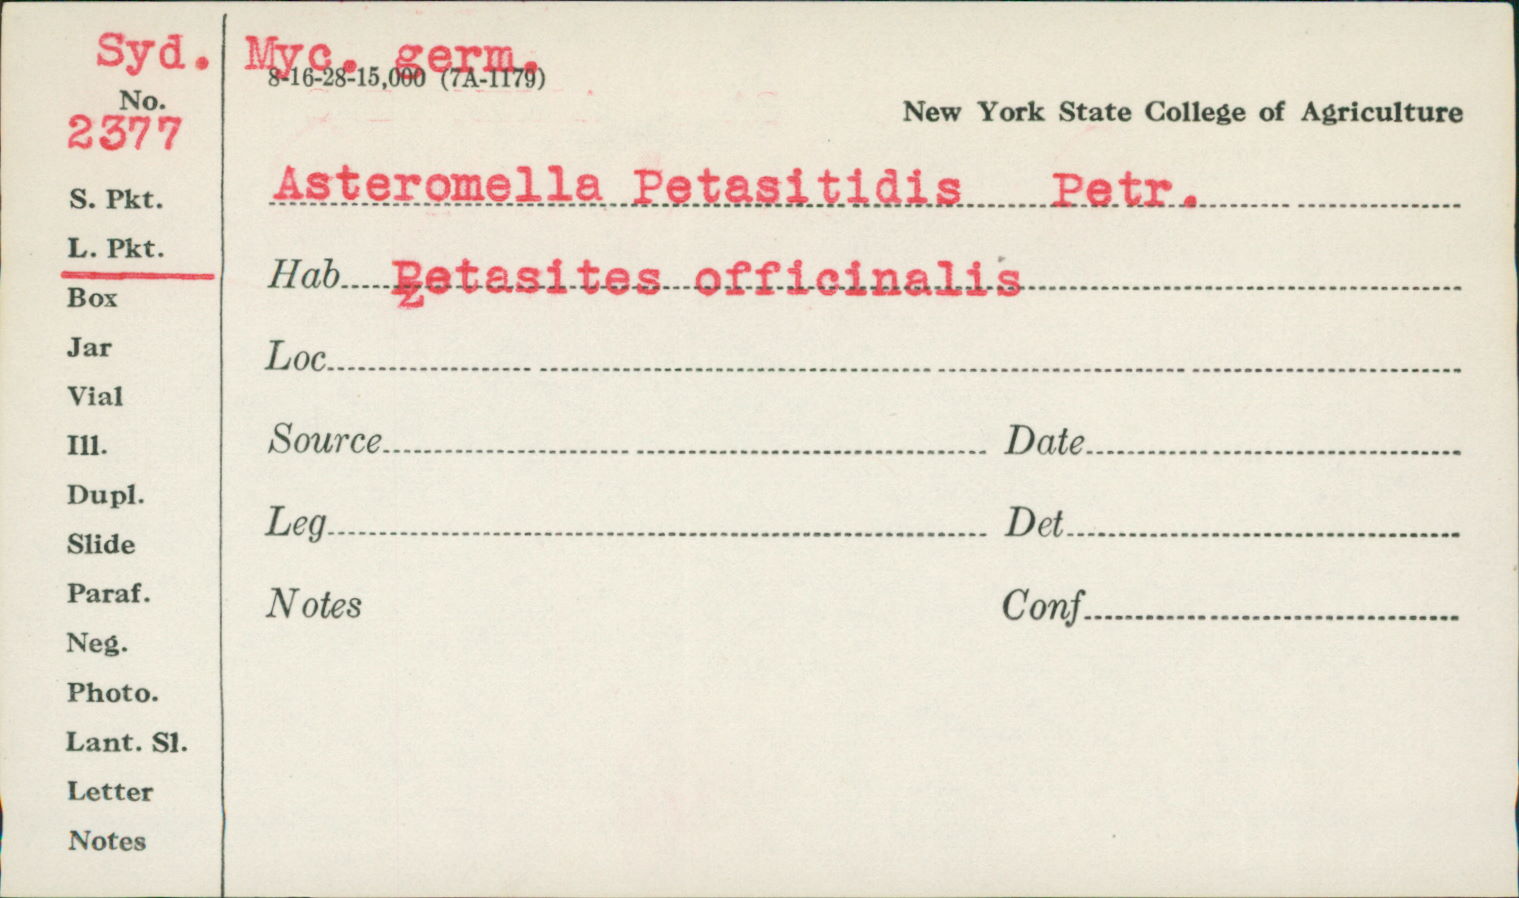 Syd. Myc. germ.
8-16-28-15,000 (7A-1179)
No.
2377
New York State College of Agriculture
S. Pkt.
Asteromella Petasitidis Petr.
L. Pkt.
Hab. Petasites officinalis
Box
Jar
Loc.
Vial
Ill.
Source Date
Dupl.
Slide
Leg Det
Paraf.
Notes Conf
Neg.
Photo.
Lant. Sl.
Letter
Notes